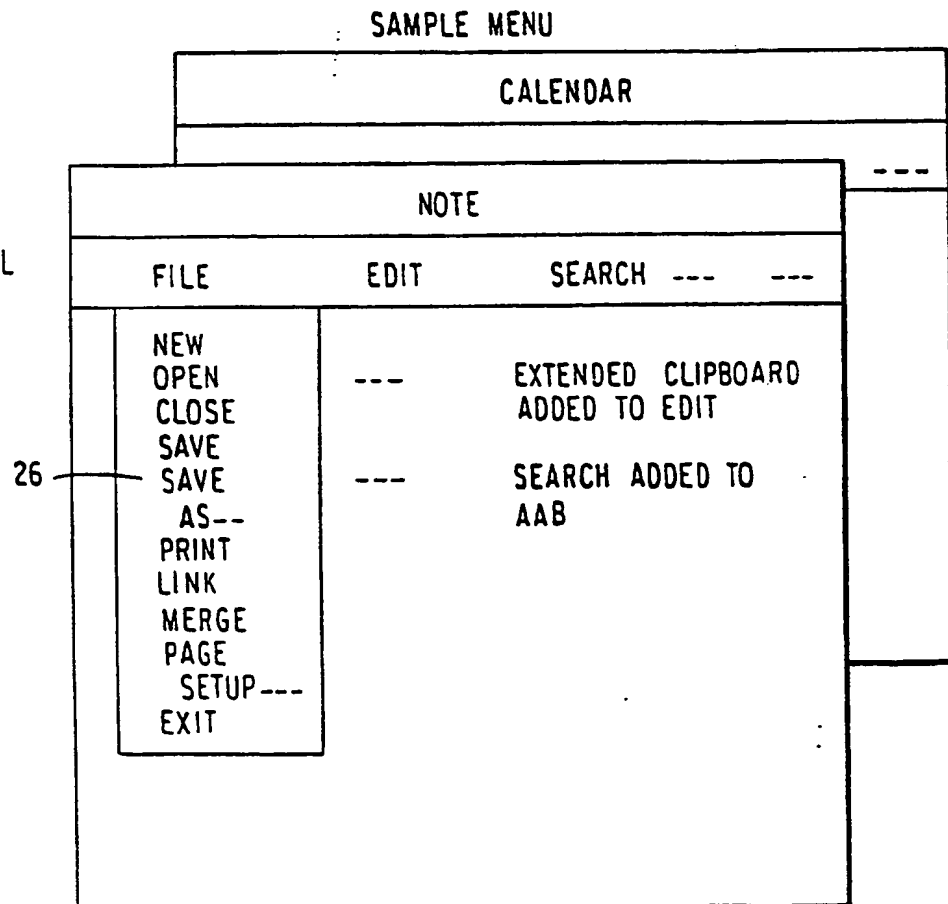 SAMPLE MENU
CALENDAR
---
NOTE
L
FILE EDIT SEARCH --- ---
NEW
OPEN --- EXTENDED CLIPBOARD
CLOSE ADDED TO EDIT
SAVE
26 SAVE --- SEARCH ADDED TO
AS-- AAB
PRINT
LINK
MERGE
PAGE
SETUP---
EXIT